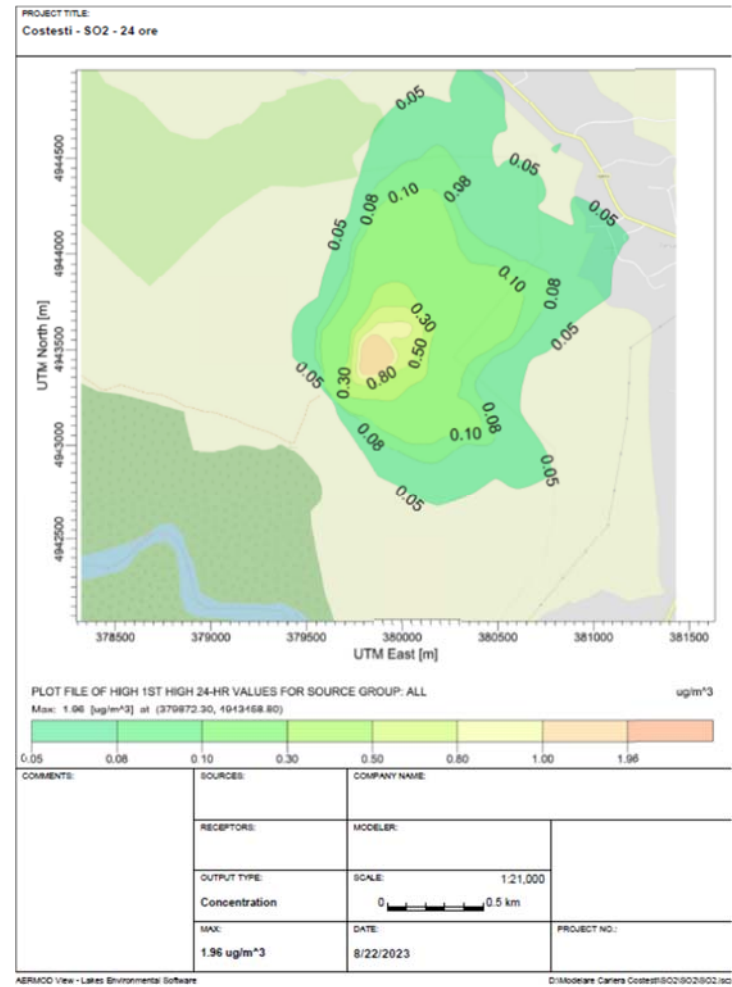 PROJECT TITLE:
Costesti - SO2 - 24 ore
0.05
0.05
0.08
0.10
0.08
0.05
0.05
0.10
0.08
0.05
0.30
0.50
0.80
0.30
0.05
0.08
0.10
0.08
0.05
0.05
UTM North [m]
4944500
4944000
4943500
4943000
4942500
378500 379000 379500 380000 380500 381000 381500
UTM East [m]
PLOT FILE OF HIGH 1ST HIGH 24-HR VALUES FOR SOURCE GROUP: ALL ug/m^3
Max: 1.96 [ug/m^3] at (379872.30, 4943468.80)
0.05 0.08 0.10 0.30 0.50 0.80 1.00 1.96
COMMENTS: SOURCES: COMPANY NAME:
RECEPTORS: MODELER:
OUTPUT TYPE: SCALE: 1:21,000
Concentration 0 0.5 km
MAX: DATE: PROJECT NO.:
1.96 ug/m^3 8/22/2023
AERMOD View - Lakes Environmental Software D:\Modelare Cariera Costesti\SO2\SO2\SO2.isc